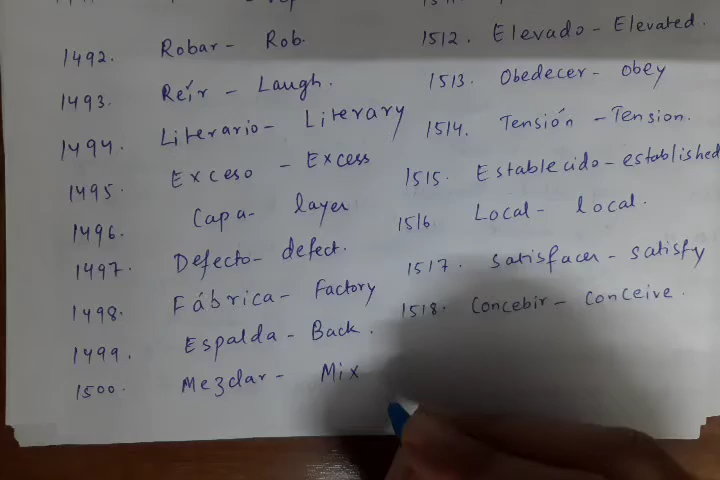 1492. Robar - Rob.
1493. Reír - Laugh.
1494. Literario - Literary
1495. Exceso - Excess
1496. Capa - layer
1497. Defecto - defect.
1498. Fábrica - Factory
1499. Espalda - Back.
1500. Mezclar - Mix
1512. Elevado - Elevated.
1513. Obedecer - obey
1514. Tensión - Tension.
1515. Establecido - established
1516 Local - local.
1517. Satisfacer - satisfy
1518. Concebir - Conceive.